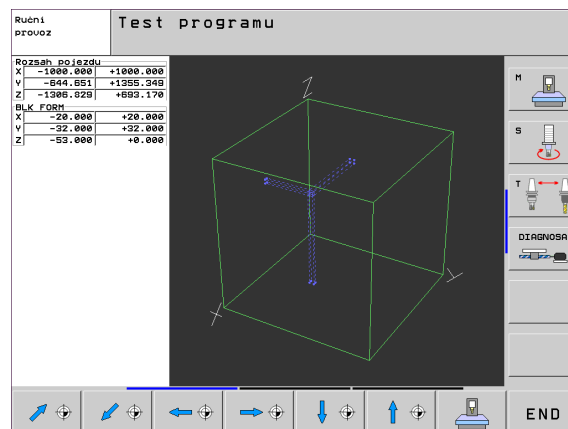 Ruční
provoz
Test programu
Rozsah pojezdu
X -1000.000 +1000.000
Y -644.651 +1355.349
Z -1306.829 +693.170
BLK FORM
X -20.000 +20.000
Y -32.000 +32.000
Z -53.000 +0.000
Z
X
Y
M
S
T
DIAGNOSA
END